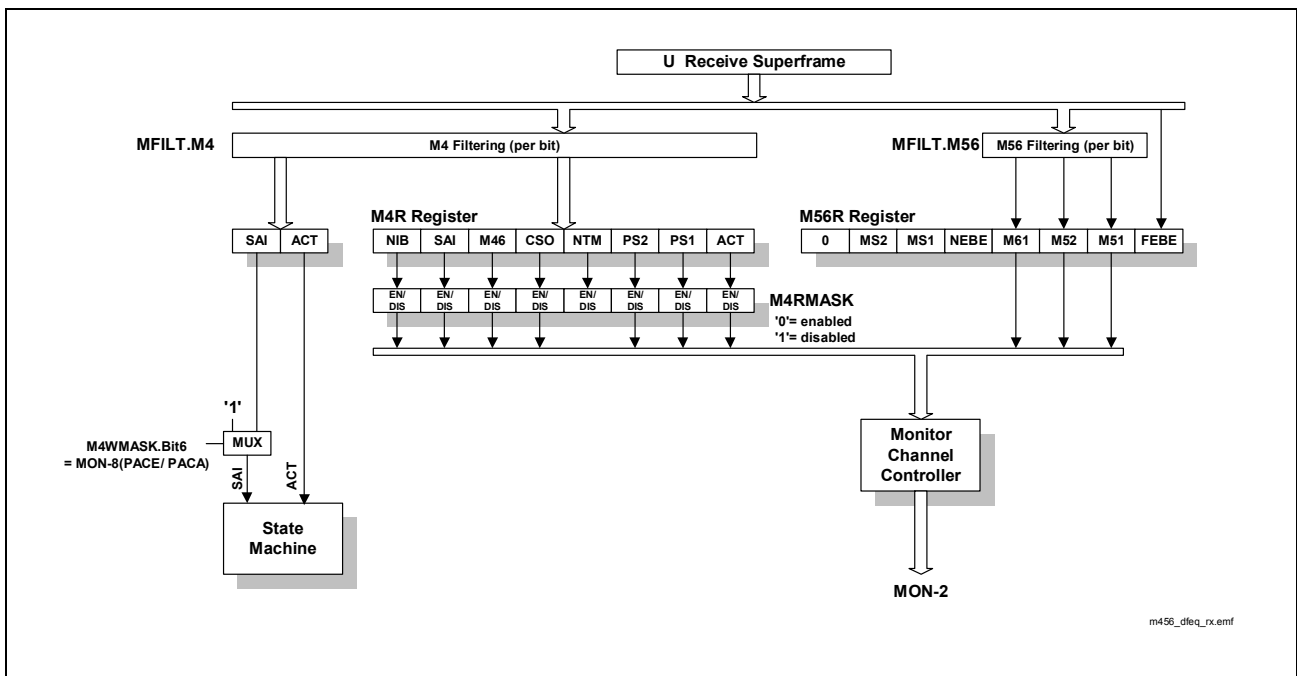 U Receive Superframe
MFILT.M4
M4 Filtering (per bit)
MFILT.M56
M56 Filtering (per bit)
SAI ACT
M4R Register
NIB SAI M46 CSO NTM PS2 PS1 ACT
M56R Register
0 MS2 MS1 NEBE M61 M52 M51 FEBE
EN/ EN/ EN/ EN/ EN/ EN/ EN/ EN/
DIS DIS DIS DIS DIS DIS DIS DIS
M4RMASK
'0'= enabled
'1'= disabled
'1'
MUX
M4WMASK.Bit6
= MON-8(PACE/ PACA)
SAI
ACT
State
Machine
Monitor
Channel
Controller
MON-2
m456_dfeq_rx.emf